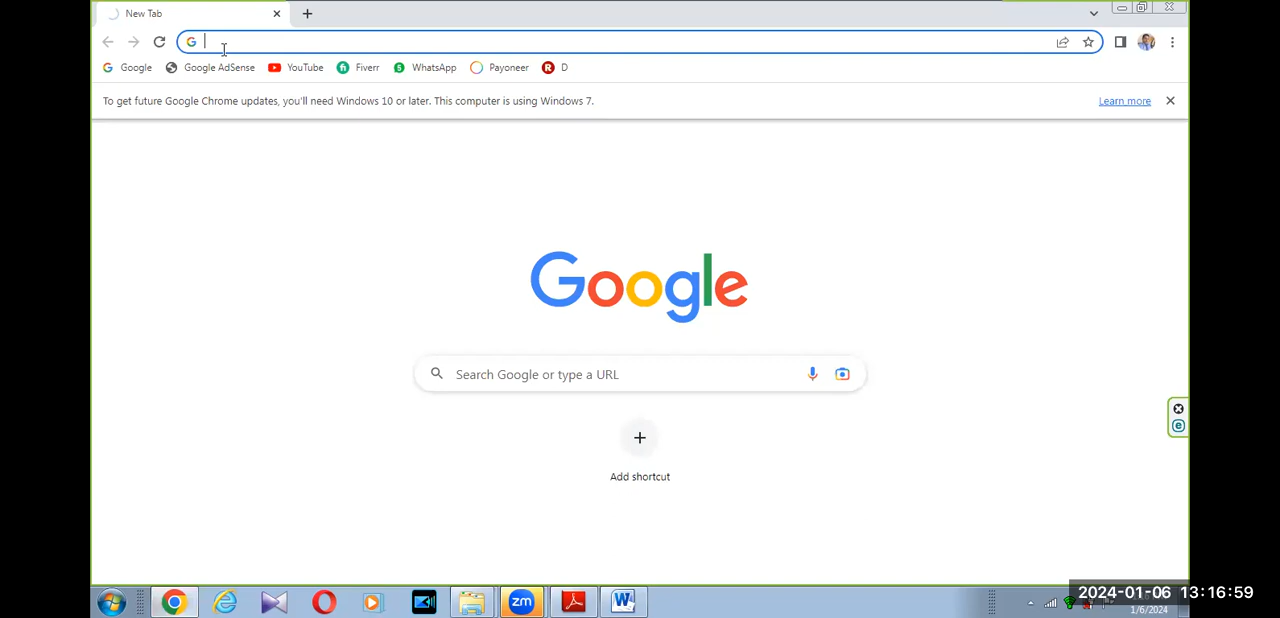 New Tab
Google
Google AdSense
YouTube
Fiverr
WhatsApp
Payoneer
D
To get future Google Chrome updates, you'll need Windows 10 or later. This computer is using Windows 7.
Learn more
Google
Search Google or type a URL
Add shortcut
zm
2024-01-06 13:16:59
1/6/2024